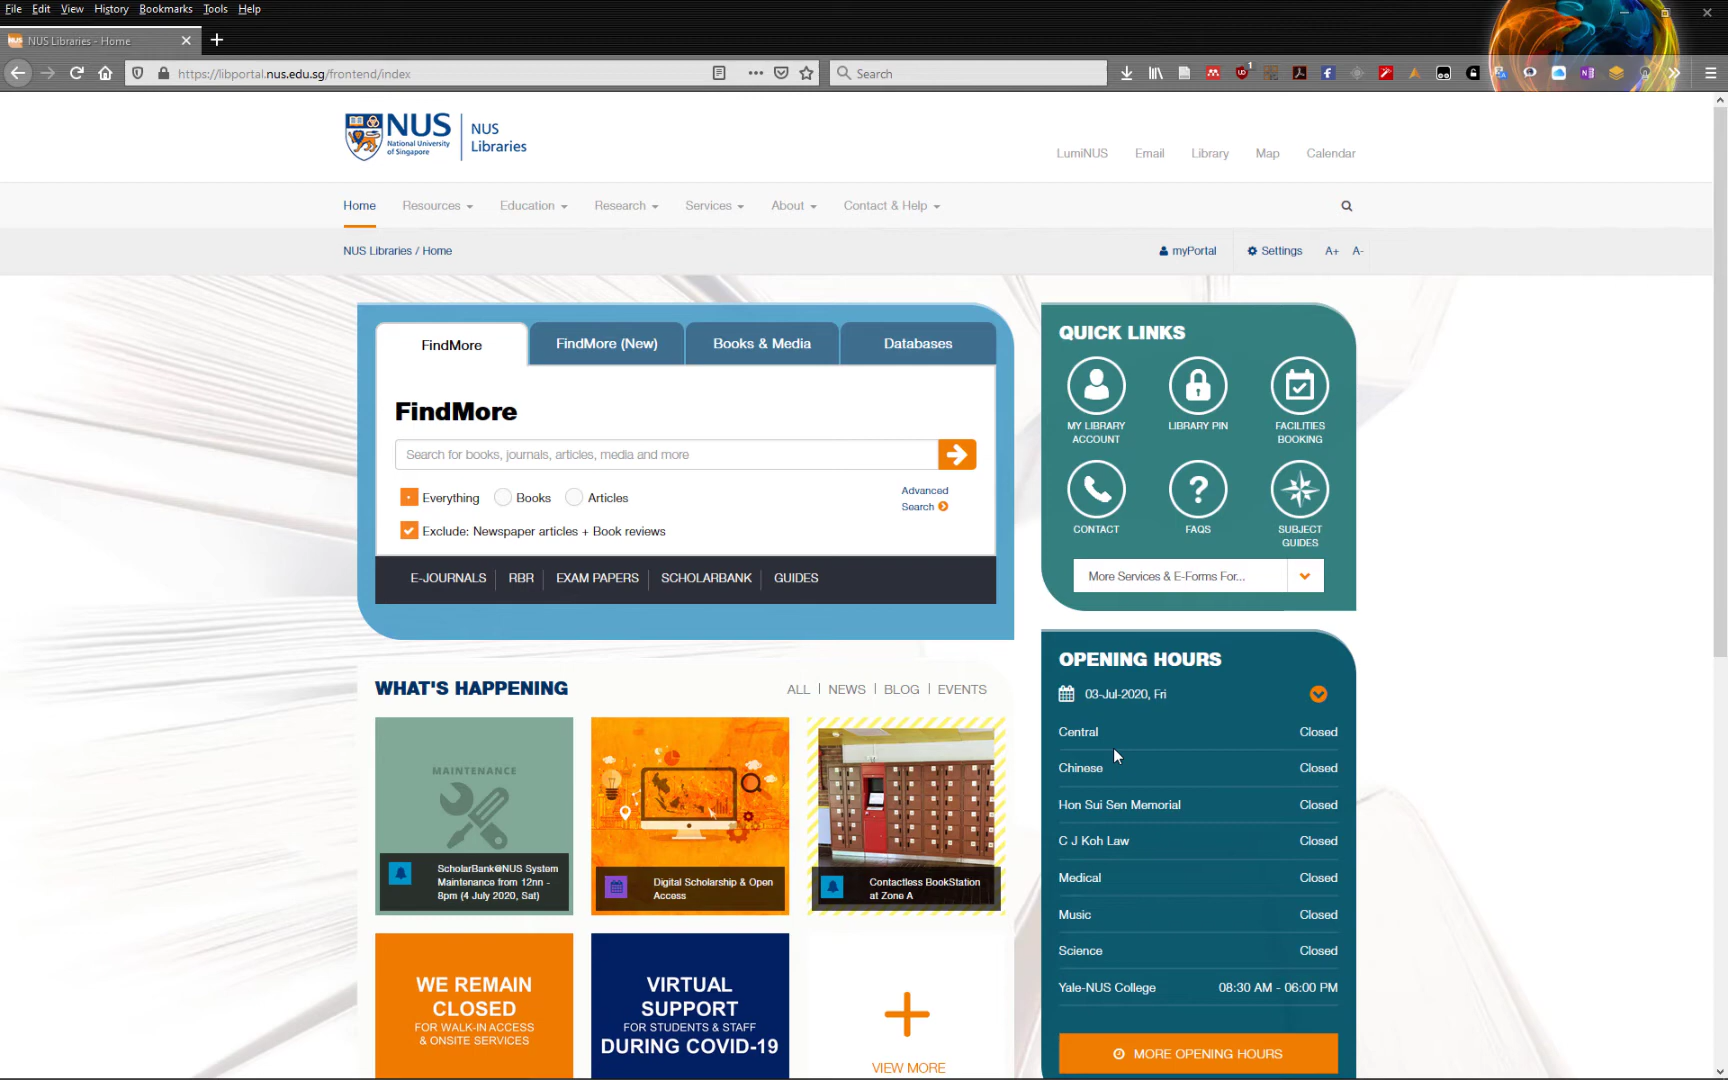 File Edit View History Bookmarks Tools Help
NUS Libraries - Home
https://libportal.nus.edu.sg/frontend/index
Search
NUS
National University
of Singapore
NUS
Libraries
LumiNUS Email Library Map Calendar
Home Resources Education Research Services About Contact & Help
NUS Libraries / Home
myPortal Settings A+ A-
FindMore FindMore (New) Books & Media Databases
FindMore
Search for books, journals, articles, media and more
Everything Books Articles
Advanced
Search
Exclude: Newspaper articles + Book reviews
E-JOURNALS RBR EXAM PAPERS SCHOLARBANK GUIDES
QUICK LINKS
MY LIBRARY
ACCOUNT
LIBRARY PIN
FACILITIES
BOOKING
CONTACT
FAQS
SUBJECT
GUIDES
More Services & E-Forms For...
WHAT'S HAPPENING
ALL NEWS BLOG EVENTS
MAINTENANCE
ScholarBank@NUS System
Maintenance from 12nn -
8pm (4 July 2020, Sat)
Digital Scholarship & Open
Access
Contactless BookStation
at Zone A
WE REMAIN
CLOSED
FOR WALK-IN ACCESS
& ONSITE SERVICES
VIRTUAL
SUPPORT
FOR STUDENTS & STAFF
DURING COVID-19
VIEW MORE
OPENING HOURS
03-Jul-2020, Fri
Central Closed
Chinese Closed
Hon Sui Sen Memorial Closed
C J Koh Law Closed
Medical Closed
Music Closed
Science Closed
Yale-NUS College 08:30 AM - 06:00 PM
MORE OPENING HOURS